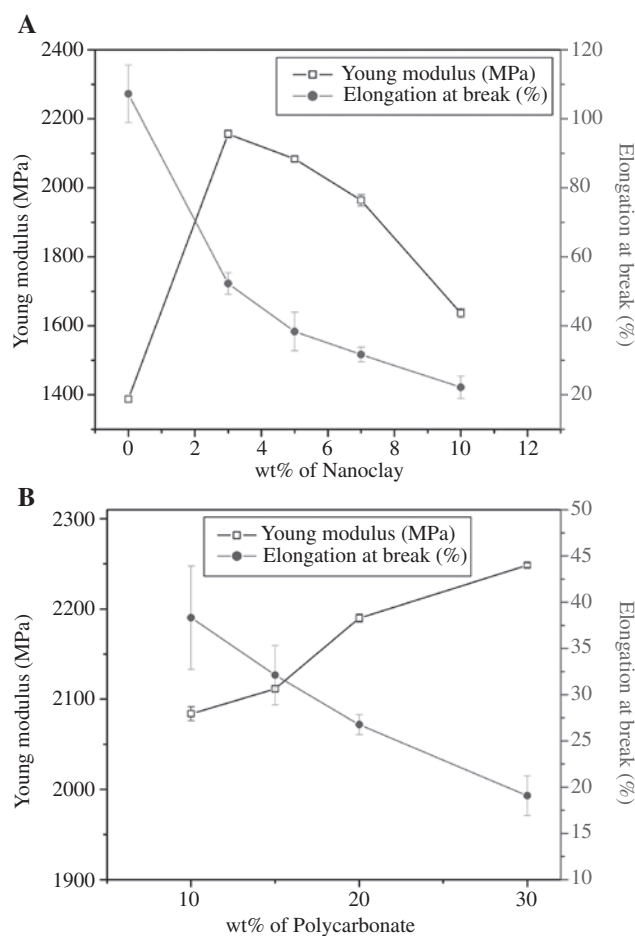 A
2400
2200
2000
1800
1600
1400
Young modulus (MPa)
Young modulus (MPa)
Elongation at break (%)
120
100
80
60
40
20
Elongation at
break (%)
0 2 4 6 8 10 12
wt% of Nanoclay
B
2300
2200
2100
2000
1900
Young modulus (MPa)
Young modulus (MPa)
Elongation at break (%)
50
45
40
35
30
25
20
15
10
Elongation at
break (%)
10 20 30
wt% of Polycarbonate